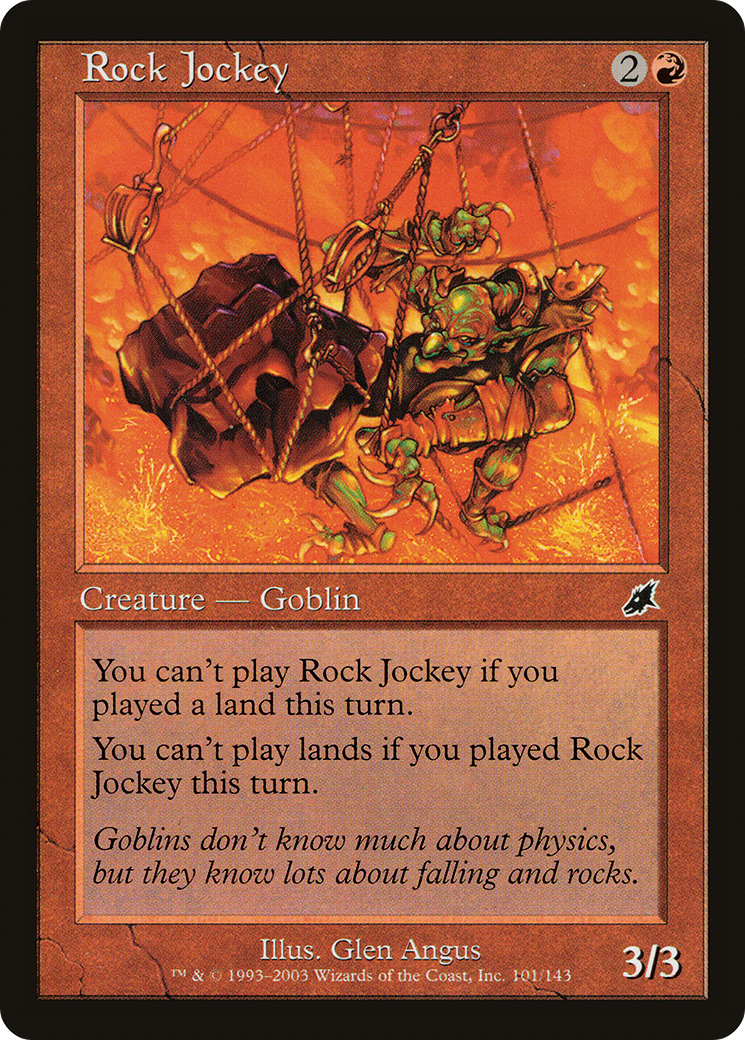 Rock Jockey
2
Creature — Goblin
You can't play Rock Jockey if you
played a land this turn.
You can't play lands if you played Rock
Jockey this turn.
Goblins don't know much about physics,
but they know lots about falling and rocks.
Illus. Glen Angus
™ & © 1993–2003 Wizards of the Coast, Inc. 101/143
3/3